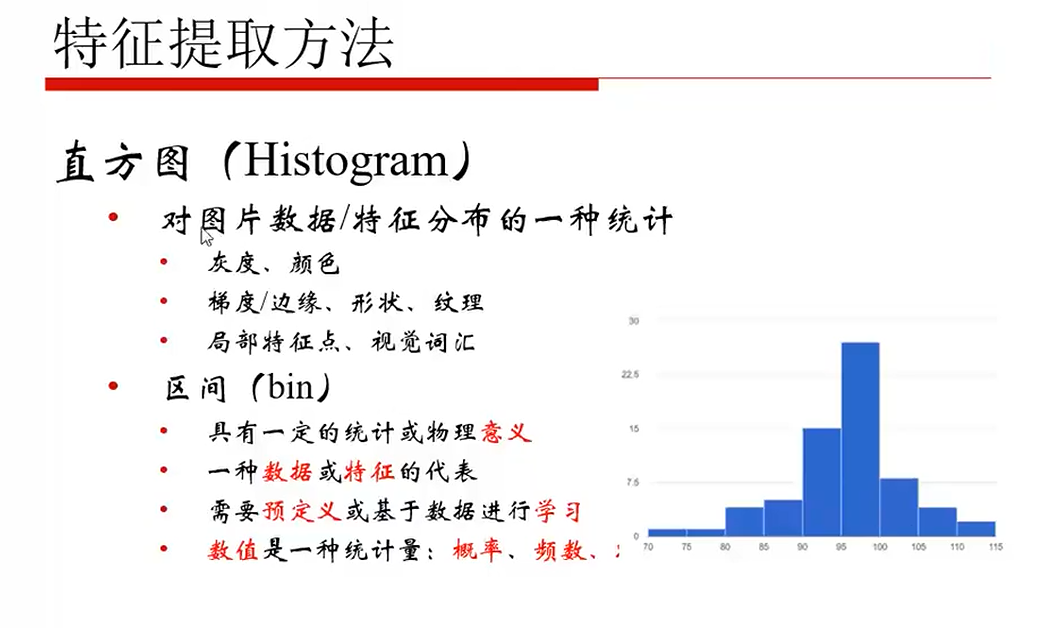 特征提取方法
直方图（Histogram）
对图片数据/特征分布的一种统计
灰度、颜色
梯度/边缘、形状、纹理
局部特征点、视觉词汇
区间（bin）
具有一定的统计或物理意义
一种数据或特征的代表
需要预定义或基于数据进行学习
数值是一种统计量：概率、频数、
30
22.5
15
7.5
0
70 75 80 85 90 95 100 105 110 115